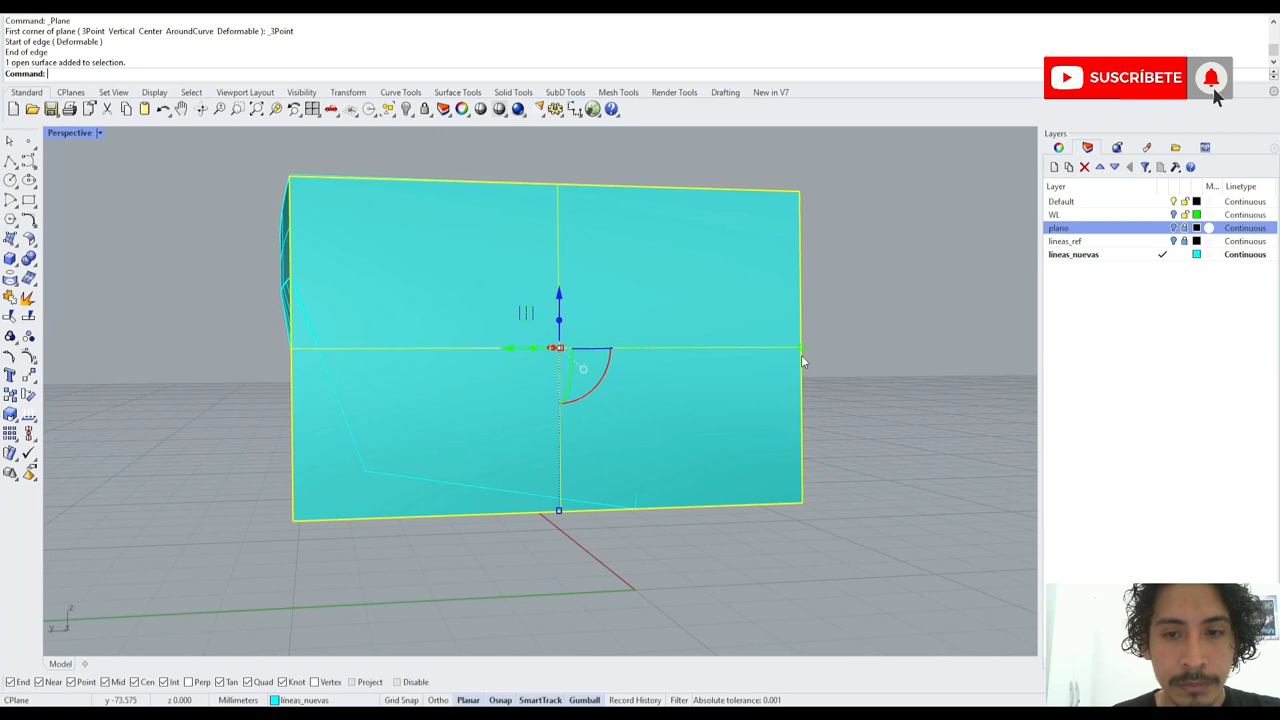 Command: _Plane
First corner of plane ( 3Point Vertical Center AroundCurve Deformable ): _3Point
Start of edge ( Deformable )
End of edge
1 open surface added to selection.
Command:
SUSCRÍBETE
Standard CPlanes Set View Display Select Viewport Layout Visibility Transform Curve Tools Surface Tools Solid Tools SubD Tools Mesh Tools Render Tools Drafting New in V7
Perspective
Layers
Layer M... Linetype
Default Continuous
WL Continuous
plano Continuous
lineas_ref Continuous
lineas_nuevas Continuous
z
y
Model
End Near Point Mid Cen Int Perp Tan Quad Knot Vertex Project Disable
CPlane y -73.575 z 0.000 Millimeters lineas_nuevas Grid Snap Ortho Planar Osnap SmartTrack Gumball Record History Filter Absolute tolerance: 0.001